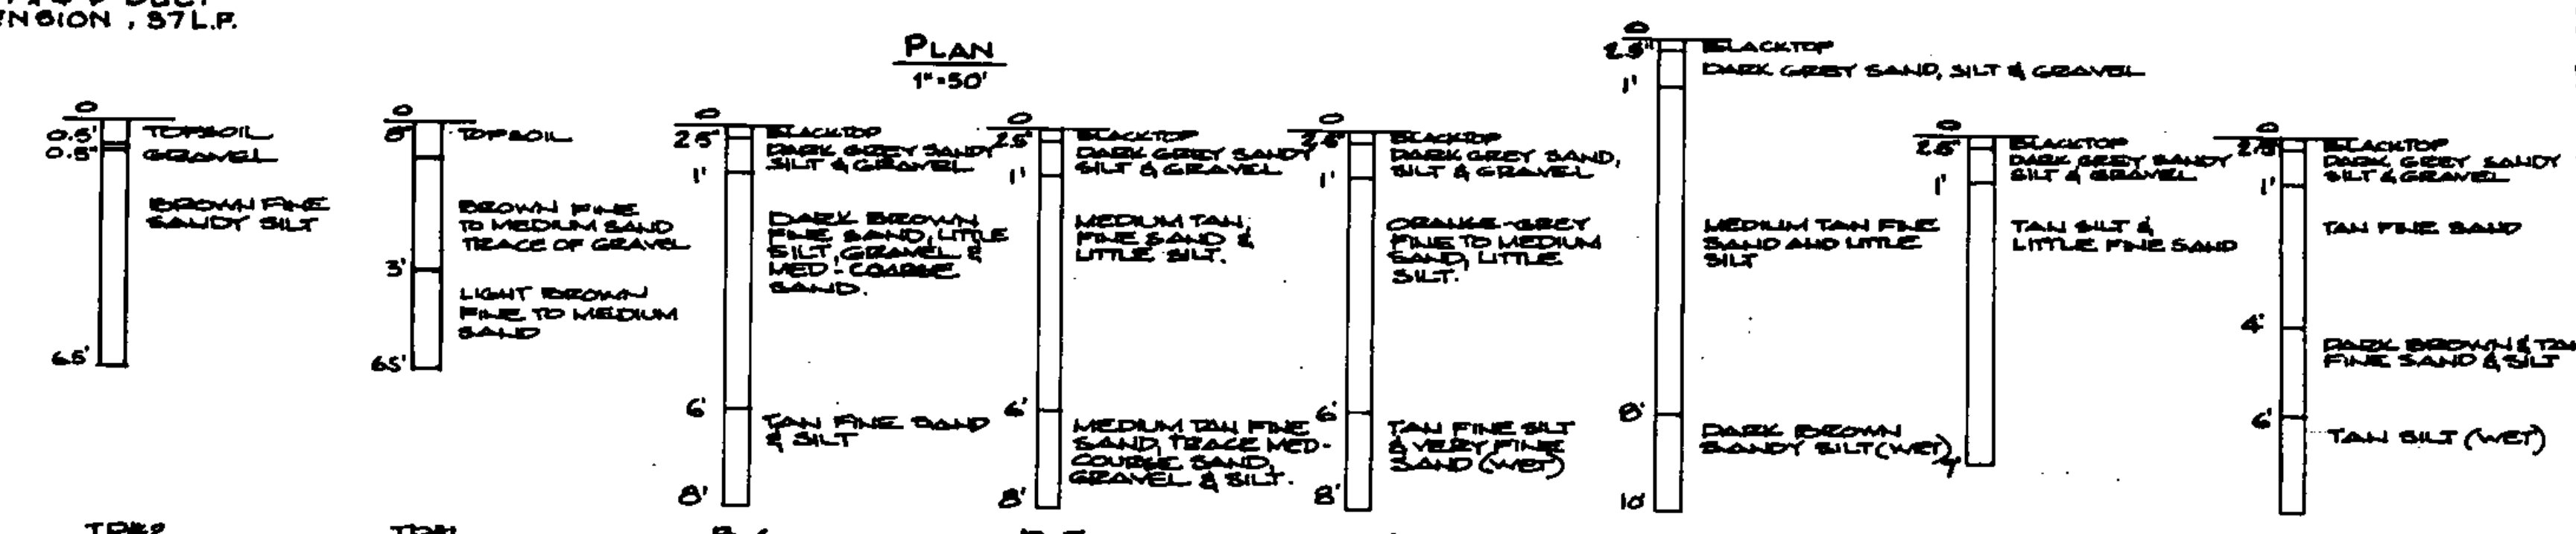 ENSION , 37 L.F.
PLAN
1"=50'
0
0.5'
TOPSOIL
0.5"
GRAVEL
BROWN FINE
SANDY SILT
6.5'
0
8"
TOPSOIL
BROWN FINE
TO MEDIUM SAND
TRACE OF GRAVEL
3'
LIGHT BROWN
FINE TO MEDIUM
SAND
6.5'
0
2.5"
BLACKTOP
DARK GREY SANDY
SILT & GRAVEL
1'
DARK BROWN
FINE SAND, LITTLE
SILT, GRAVEL &
MED.-COARSE
SAND.
6'
TAN FINE SAND
& SILT
8'
0
2.5"
BLACKTOP
DARK GREY SANDY
SILT & GRAVEL
1'
MEDIUM TAN,
FINE SAND &
LITTLE SILT.
6'
MEDIUM TAN FINE
SAND, TRACE MED-
COURSE SAND,
GRAVEL & SILT.
8'
0
2.5"
BLACKTOP
DARK GREY SAND,
SILT & GRAVEL
1'
ORANGE-GREY
FINE TO MEDIUM
SAND, LITTLE
SILT.
6'
TAN FINE SILT
& VERY FINE
SAND (WET)
8'
0
2.5"
BLACKTOP
DARK GREY SAND, SILT & GRAVEL
1'
MEDIUM TAN FINE
SAND AND LITTLE
SILT
8'
DARK BROWN
SANDY SILT (WET)
10'
0
2.5"
BLACKTOP
DARK GREY SANDY
SILT & GRAVEL
1'
TAN SILT &
LITTLE FINE SAND
0
2.5"
BLACKTOP
DARK GREY SANDY
SILT & GRAVEL
1'
TAN FINE SAND
4'
DARK BROWN & TAN
FINE SAND & SILT
6'
TAN SILT (WET)